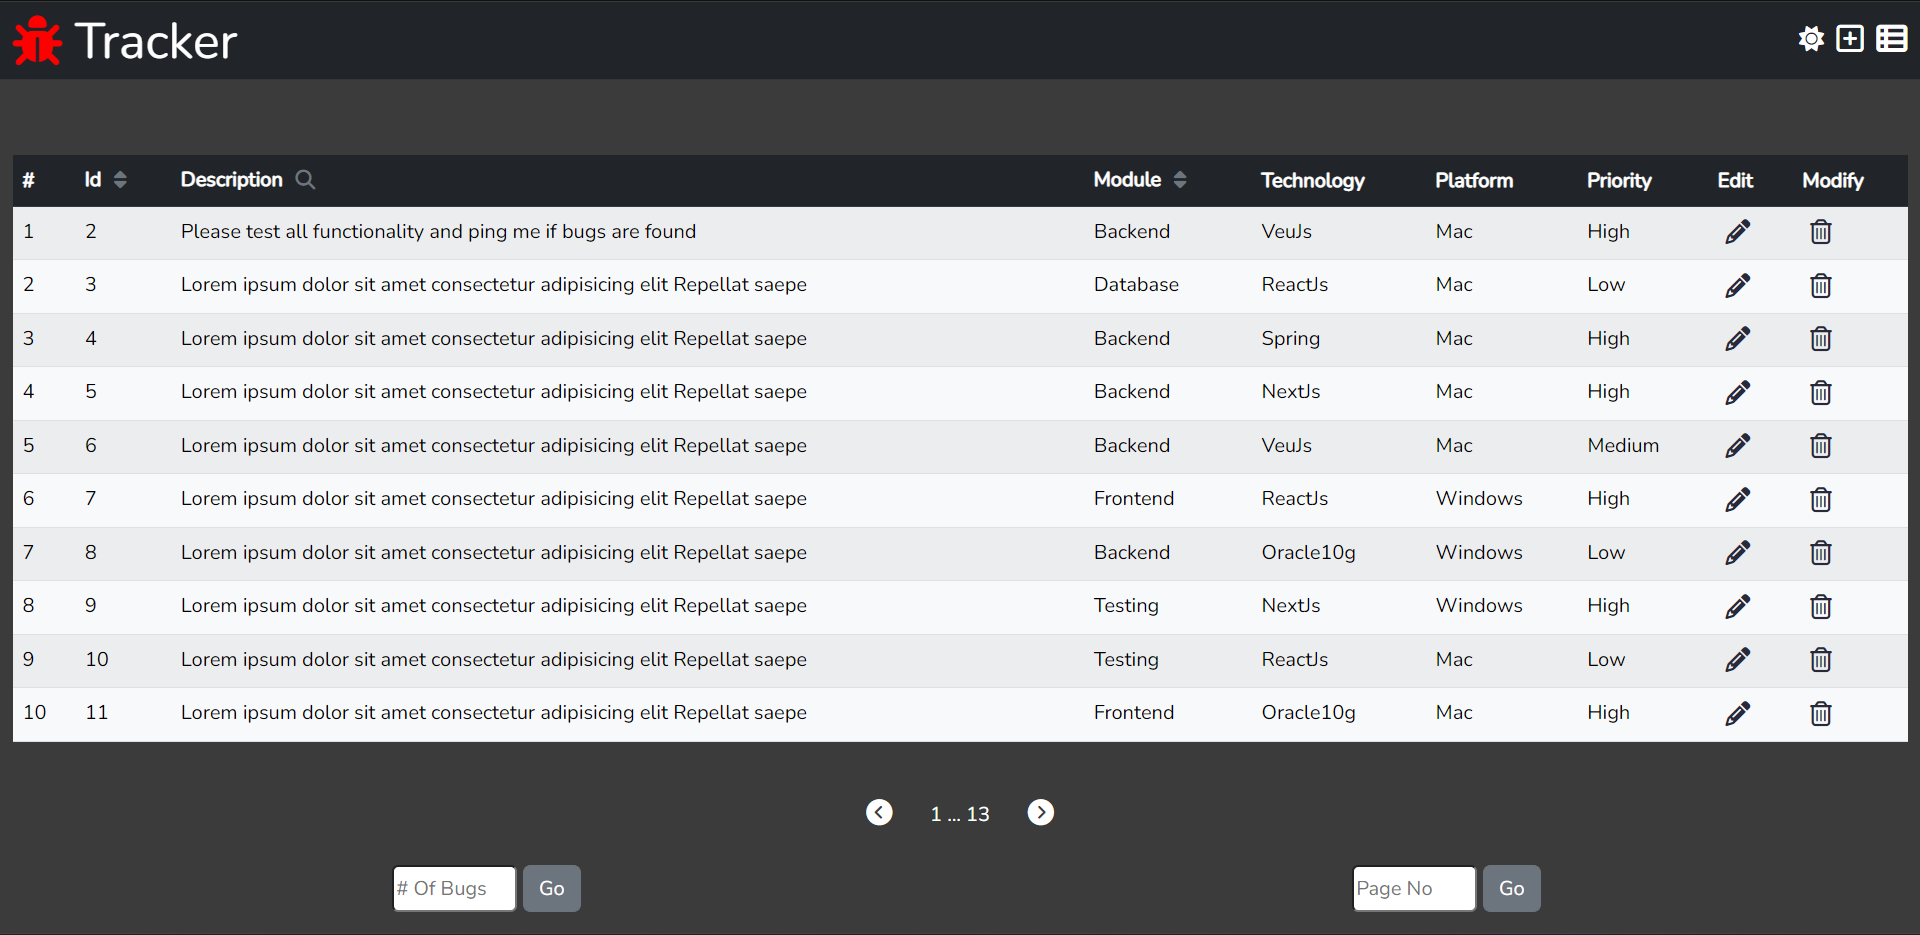 Tracker
# Id Description Module Technology Platform Priority Edit Modify
1 2 Please test all functionality and ping me if bugs are found Backend VeuJs Mac High
2 3 Lorem ipsum dolor sit amet consectetur adipisicing elit Repellat saepe Database ReactJs Mac Low
3 4 Lorem ipsum dolor sit amet consectetur adipisicing elit Repellat saepe Backend Spring Mac High
4 5 Lorem ipsum dolor sit amet consectetur adipisicing elit Repellat saepe Backend NextJs Mac High
5 6 Lorem ipsum dolor sit amet consectetur adipisicing elit Repellat saepe Backend VeuJs Mac Medium
6 7 Lorem ipsum dolor sit amet consectetur adipisicing elit Repellat saepe Frontend ReactJs Windows High
7 8 Lorem ipsum dolor sit amet consectetur adipisicing elit Repellat saepe Backend Oracle10g Windows Low
8 9 Lorem ipsum dolor sit amet consectetur adipisicing elit Repellat saepe Testing NextJs Windows High
9 10 Lorem ipsum dolor sit amet consectetur adipisicing elit Repellat saepe Testing ReactJs Mac Low
10 11 Lorem ipsum dolor sit amet consectetur adipisicing elit Repellat saepe Frontend Oracle10g Mac High
1 ... 13
# Of Bugs Go Page No Go